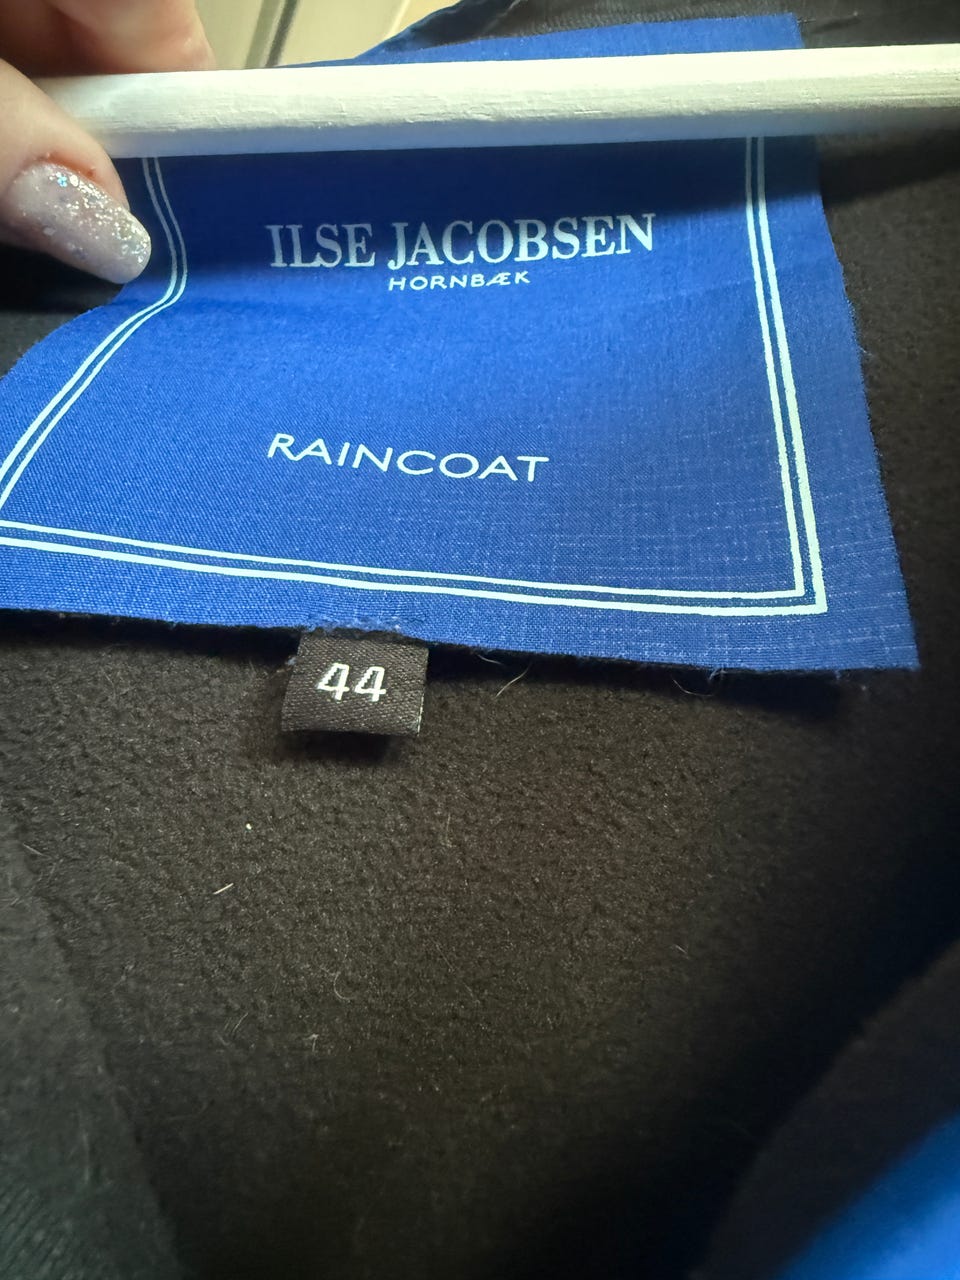 ILSE JACOBSEN
HORNBÆK
RAINCOAT
44